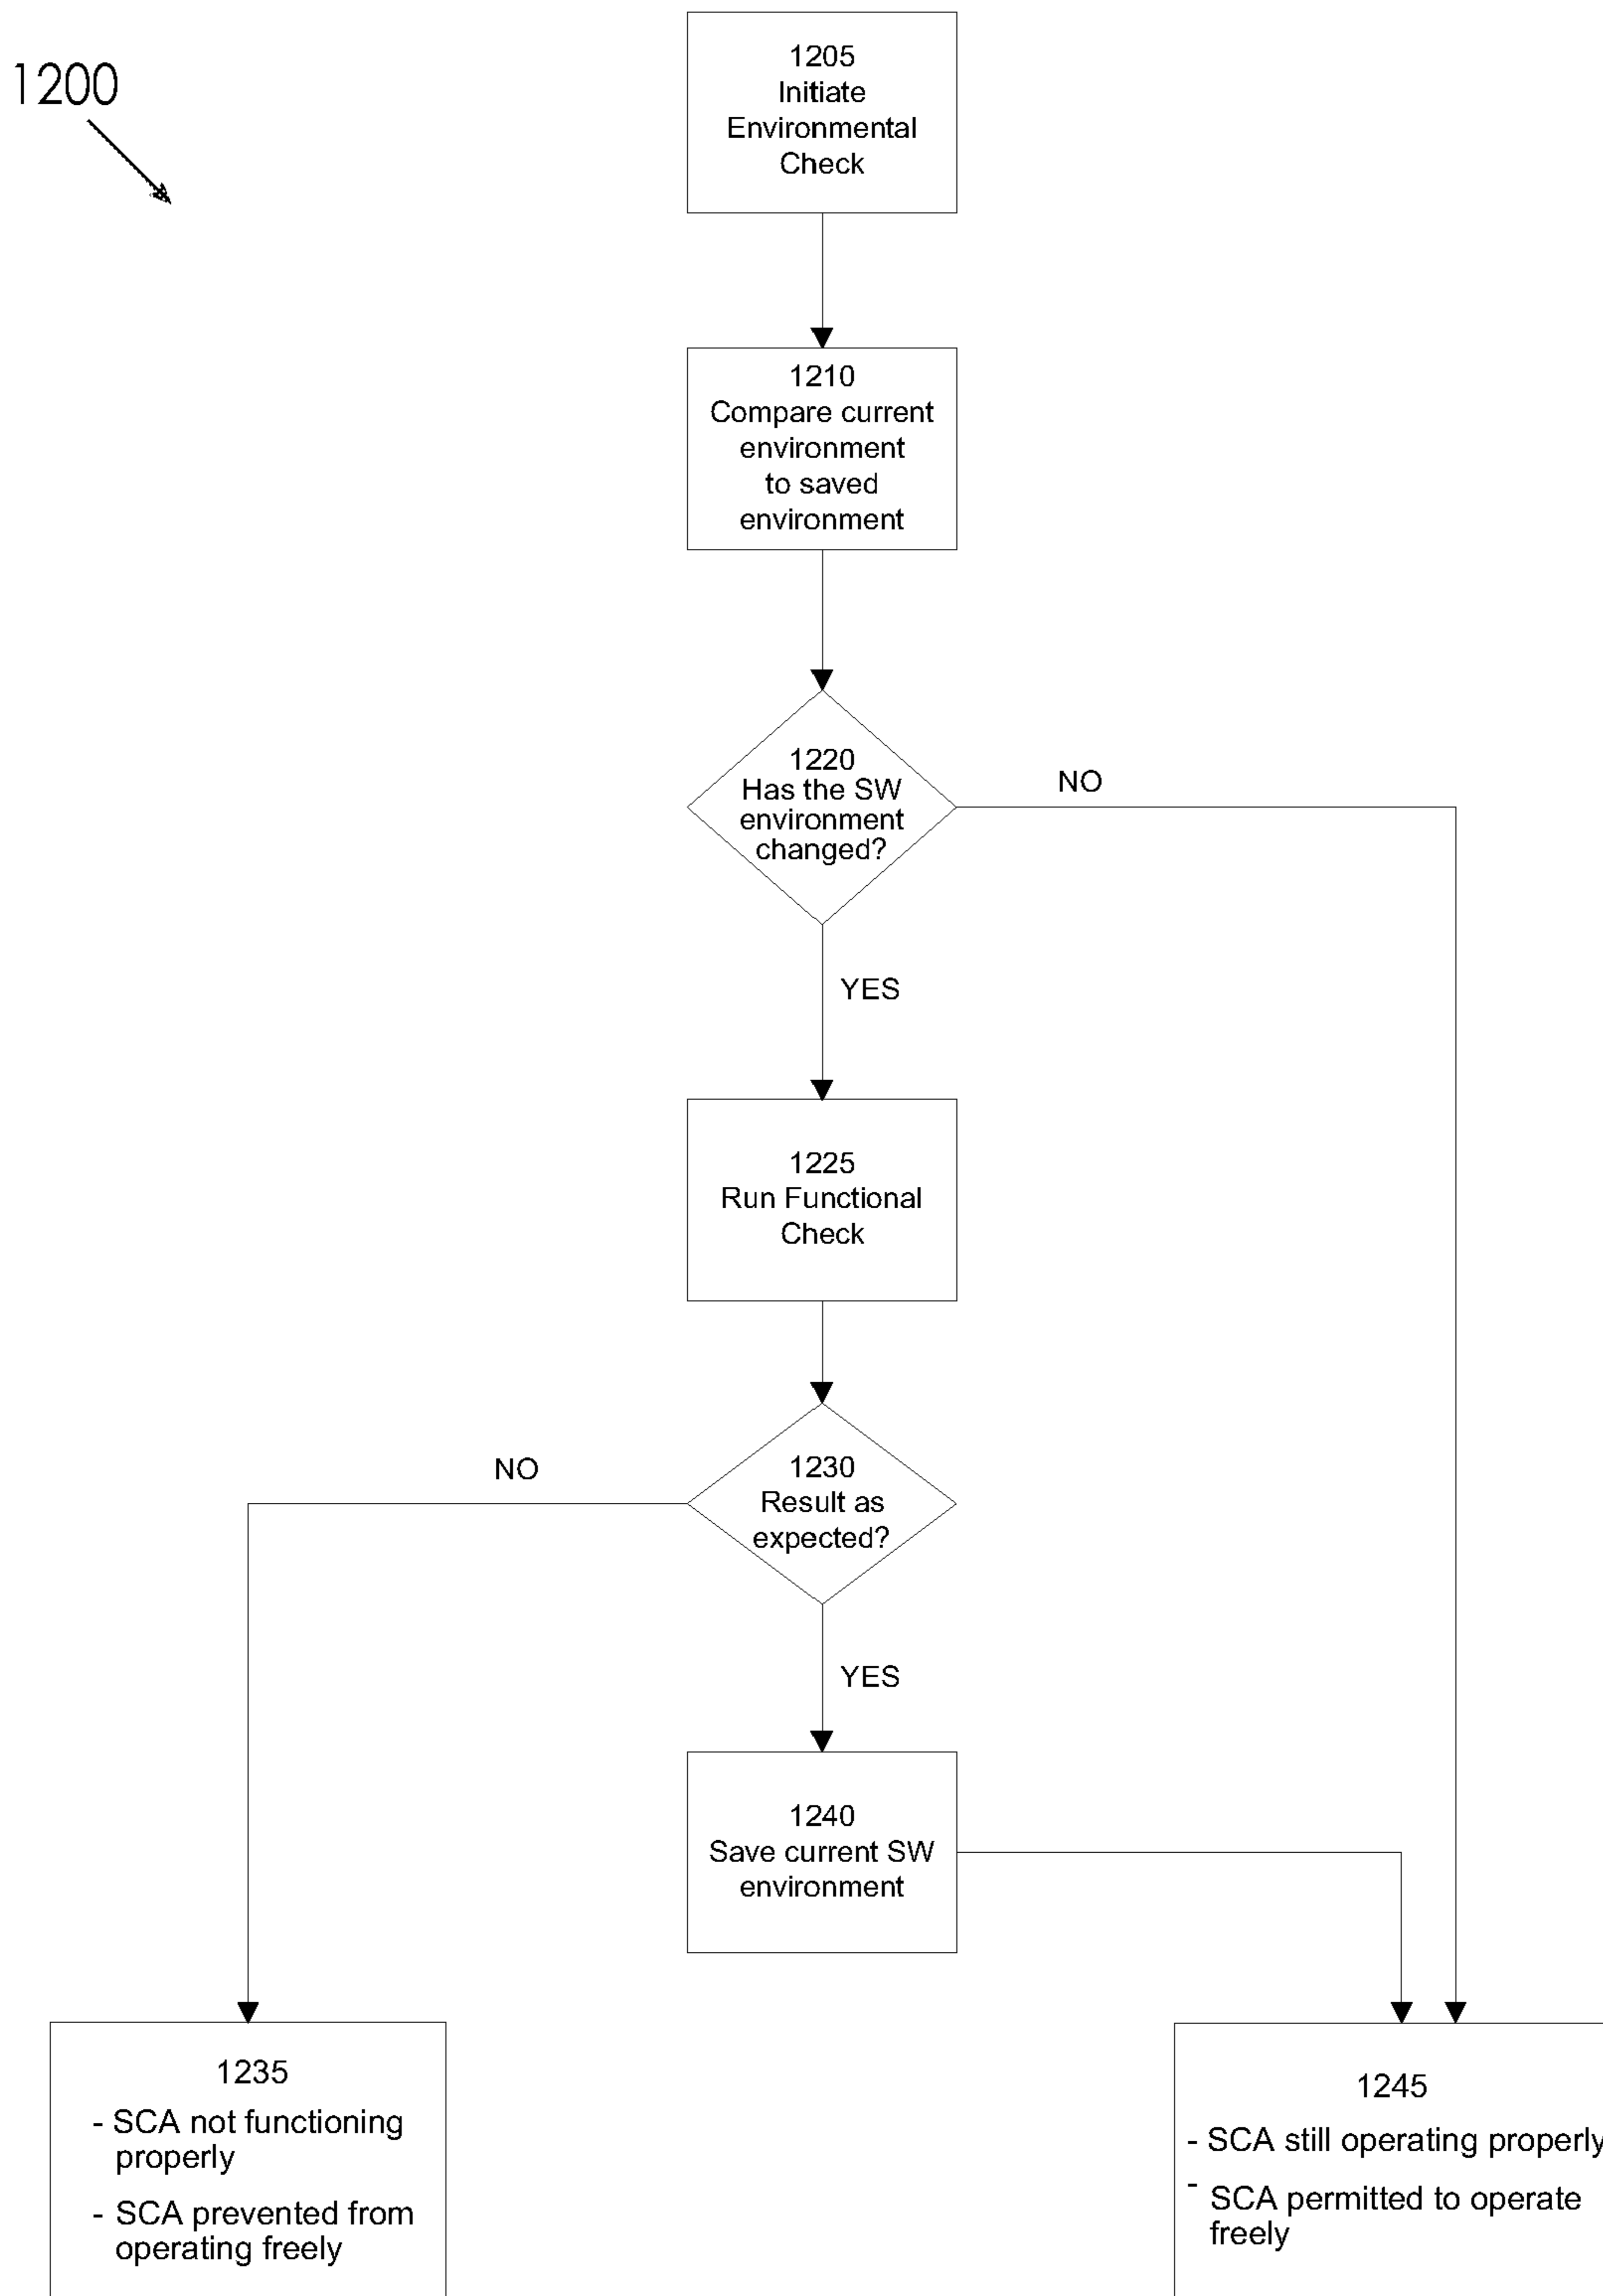 1200
1205
Initiate
Environmental
Check
1210
Compare current
environment
to saved
environment
1220
Has the SW
environment
changed?
NO
YES
1225
Run Functional
Check
NO
1230
Result as
expected?
YES
1240
Save current SW
environment
1235
- SCA not functioning
properly
- SCA prevented from
operating freely
1245
- SCA still operating properly
- SCA permitted to operate
freely